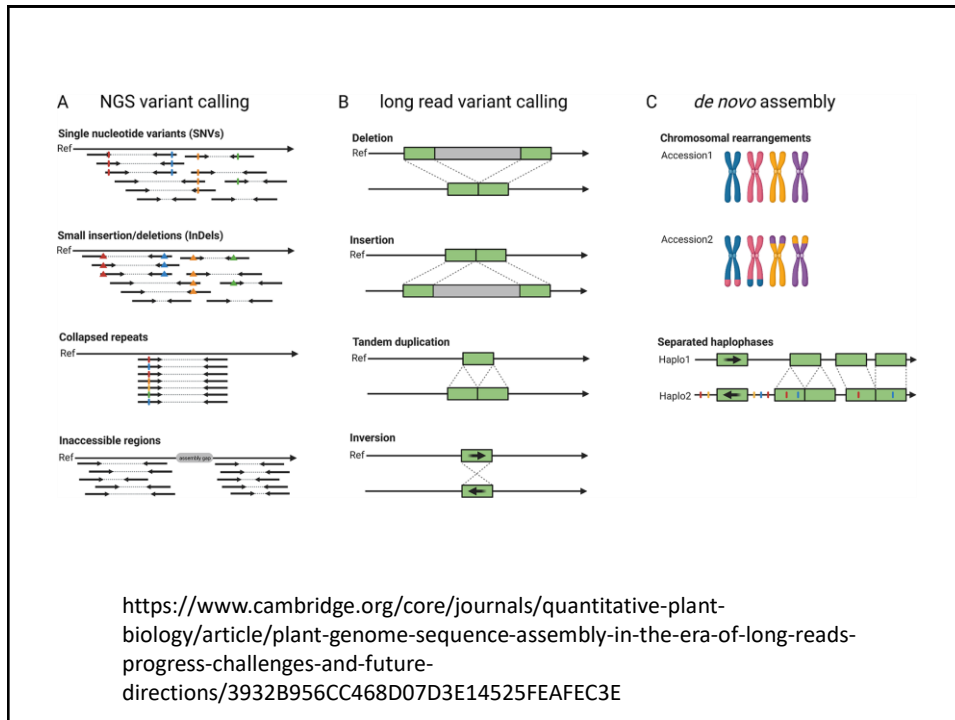 A NGS variant calling
Single nucleotide variants (SNVs)
Ref
Small insertion/deletions (InDels)
Ref
Collapsed repeats
Ref
Inaccessible regions
Ref
assembly gap
B long read variant calling
Deletion
Ref
Insertion
Ref
Tandem duplication
Ref
Inversion
Ref
C de novo assembly
Chromosomal rearrangements
Accession1
Accession2
Separated haplophases
Haplo1
Haplo2
https://www.cambridge.org/core/journals/quantitative-plant-
biology/article/plant-genome-sequence-assembly-in-the-era-of-long-reads-
progress-challenges-and-future-
directions/3932B956CC468D07D3E14525FEAFEC3E